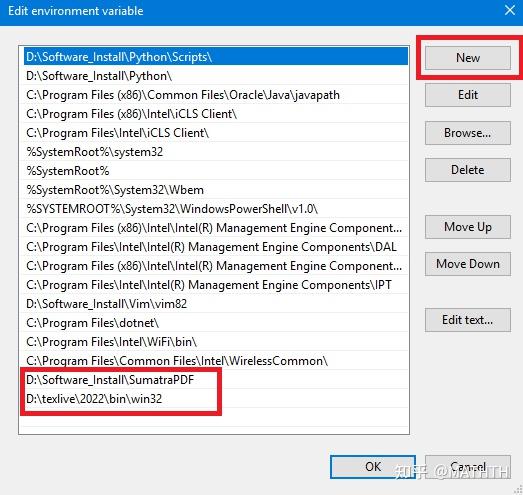 Edit environment variable
D:\Software_Install\Python\Scripts\
D:\Software_Install\Python\
C:\Program Files (x86)\Common Files\Oracle\Java\javapath
C:\Program Files (x86)\Intel\iCLS Client\
C:\Program Files\Intel\iCLS Client\
%SystemRoot%\system32
%SystemRoot%
%SystemRoot%\System32\Wbem
%SYSTEMROOT%\System32\WindowsPowerShell\v1.0\
C:\Program Files (x86)\Intel\Intel(R) Management Engine Component...
C:\Program Files\Intel\Intel(R) Management Engine Components\DAL
C:\Program Files (x86)\Intel\Intel(R) Management Engine Component...
C:\Program Files\Intel\Intel(R) Management Engine Components\IPT
D:\Software_Install\Vim\vim82
C:\Program Files\dotnet\
C:\Program Files\Intel\WiFi\bin\
C:\Program Files\Common Files\Intel\WirelessCommon\
D:\Software_Install\SumatraPDF
D:\texlive\2022\bin\win32
New
Edit
Browse...
Delete
Move Up
Move Down
Edit text...
OK
Cancel
知乎 @MATHTH